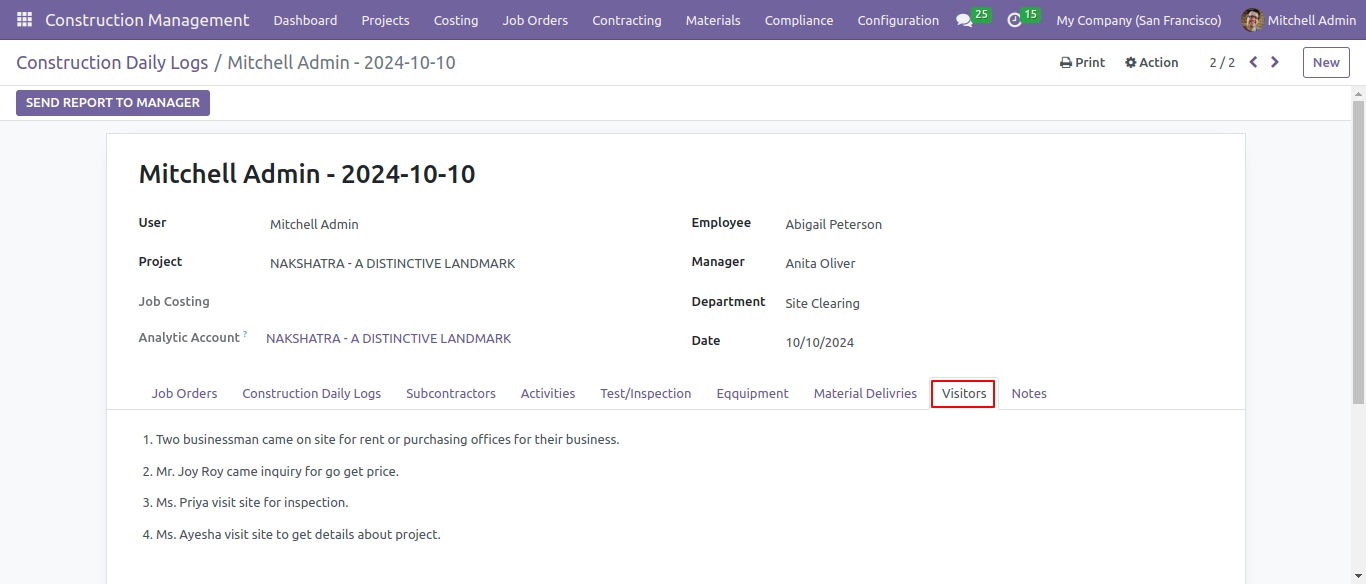 Construction Management Dashboard Projects Costing Job Orders Contracting Materials Compliance Configuration 25 15 My Company (San Francisco) Mitchell Admin
Construction Daily Logs / Mitchell Admin - 2024-10-10 Print Action 2 / 2 New
SEND REPORT TO MANAGER
Mitchell Admin - 2024-10-10
User Mitchell Admin Employee Abigail Peterson
Project NAKSHATRA - A DISTINCTIVE LANDMARK Manager Anita Oliver
Job Costing Department Site Clearing
Analytic Account ? NAKSHATRA - A DISTINCTIVE LANDMARK Date 10/10/2024
Job Orders Construction Daily Logs Subcontractors Activities Test/Inspection Eqquipment Material Delivries Visitors Notes
1. Two businessman came on site for rent or purchasing offices for their business.
2. Mr. Joy Roy came inquiry for go get price.
3. Ms. Priya visit site for inspection.
4. Ms. Ayesha visit site to get details about project.